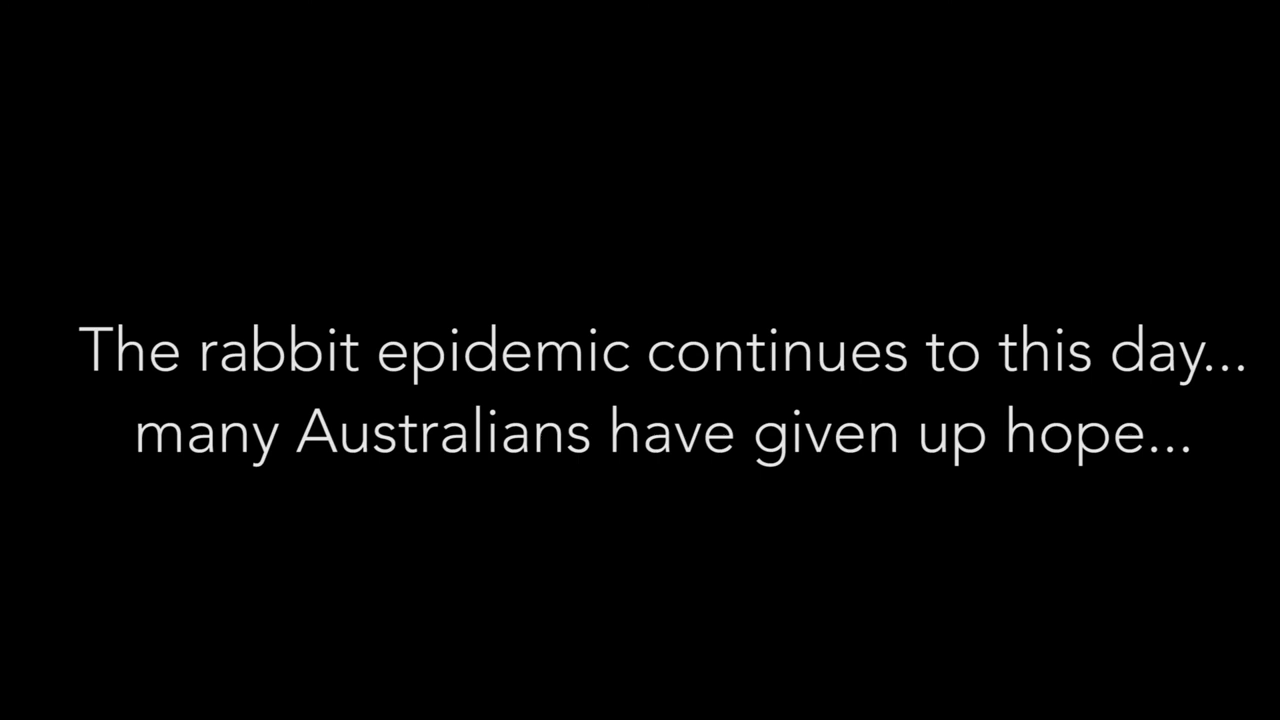 The rabbit epidemic continues to this day...
many Australians have given up hope...